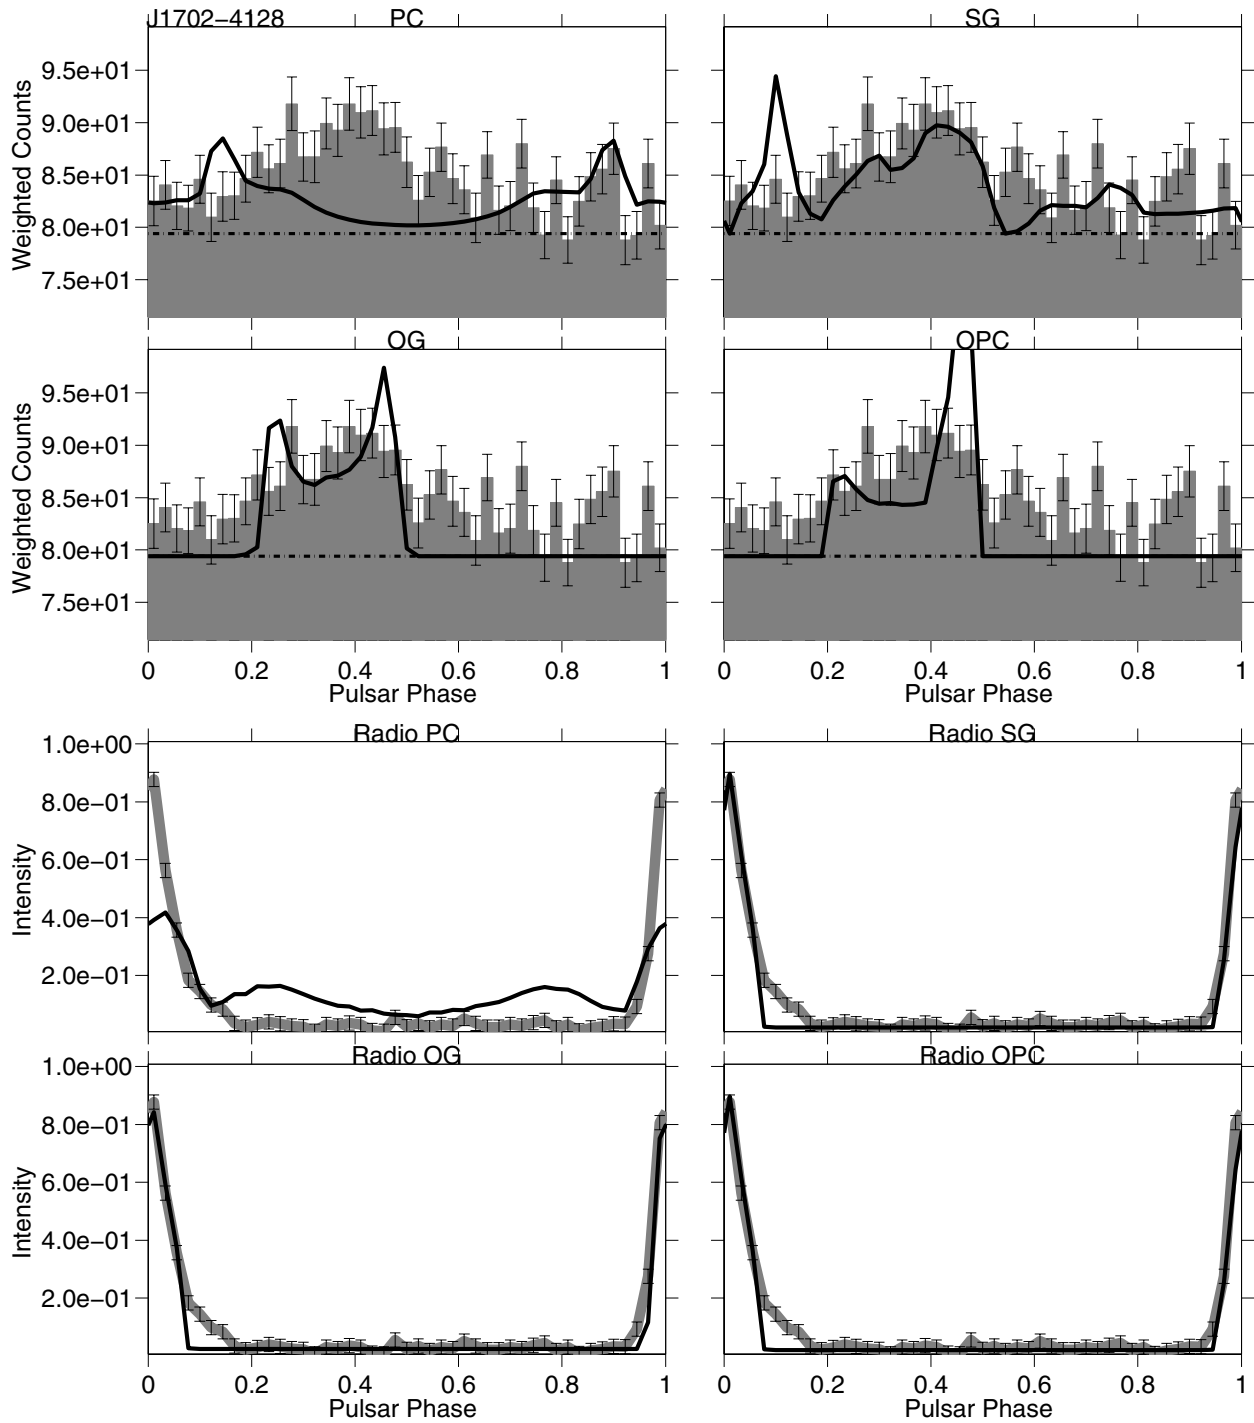 J1702−4128 PC
SG
9.5e+01
9.0e+01
8.5e+01
8.0e+01
7.5e+01
Weighted Counts
OG
OPC
9.5e+01
9.0e+01
8.5e+01
8.0e+01
7.5e+01
Weighted Counts
0 0.2 0.4 0.6 0.8 1
Pulsar Phase
0 0.2 0.4 0.6 0.8 1
Pulsar Phase
Radio PC
Radio SG
1.0e+00
8.0e−01
6.0e−01
4.0e−01
2.0e−01
Intensity
Radio OG
Radio OPC
1.0e+00
8.0e−01
6.0e−01
4.0e−01
2.0e−01
Intensity
0 0.2 0.4 0.6 0.8 1
Pulsar Phase
0 0.2 0.4 0.6 0.8 1
Pulsar Phase